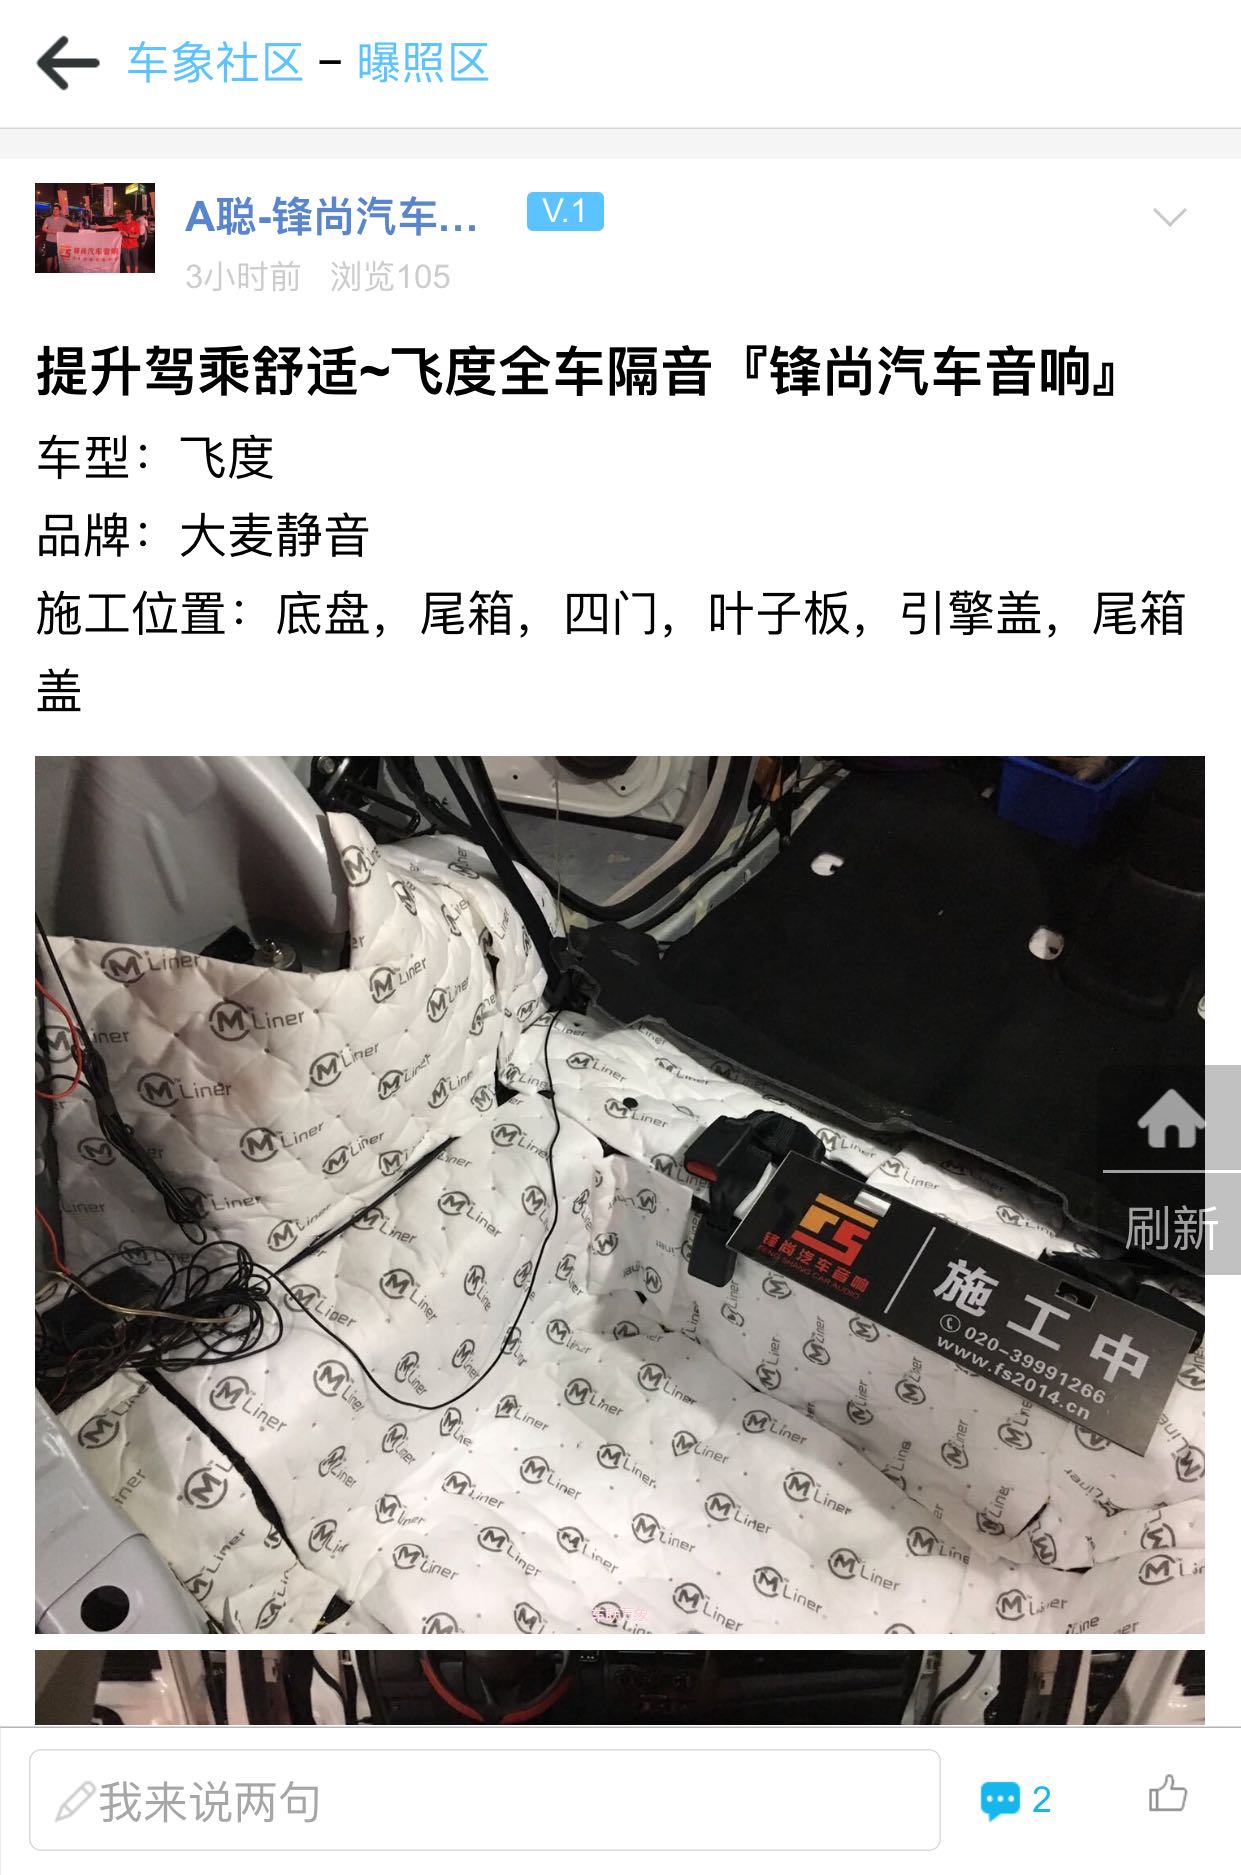 车象社区 – 曝照区
A聪-锋尚汽车... V.1
3小时前 浏览105
提升驾乘舒适~飞度全车隔音『锋尚汽车音响』
车型：飞度
品牌：大麦静音
施工位置：底盘，尾箱，四门，叶子板，引擎盖，尾箱
盖
M Liner
锋尚汽车音响
FENG SHANG CAR AUDIO
施工中
020-39991266
www.fs2014.cn
刷新
我来说两句
2